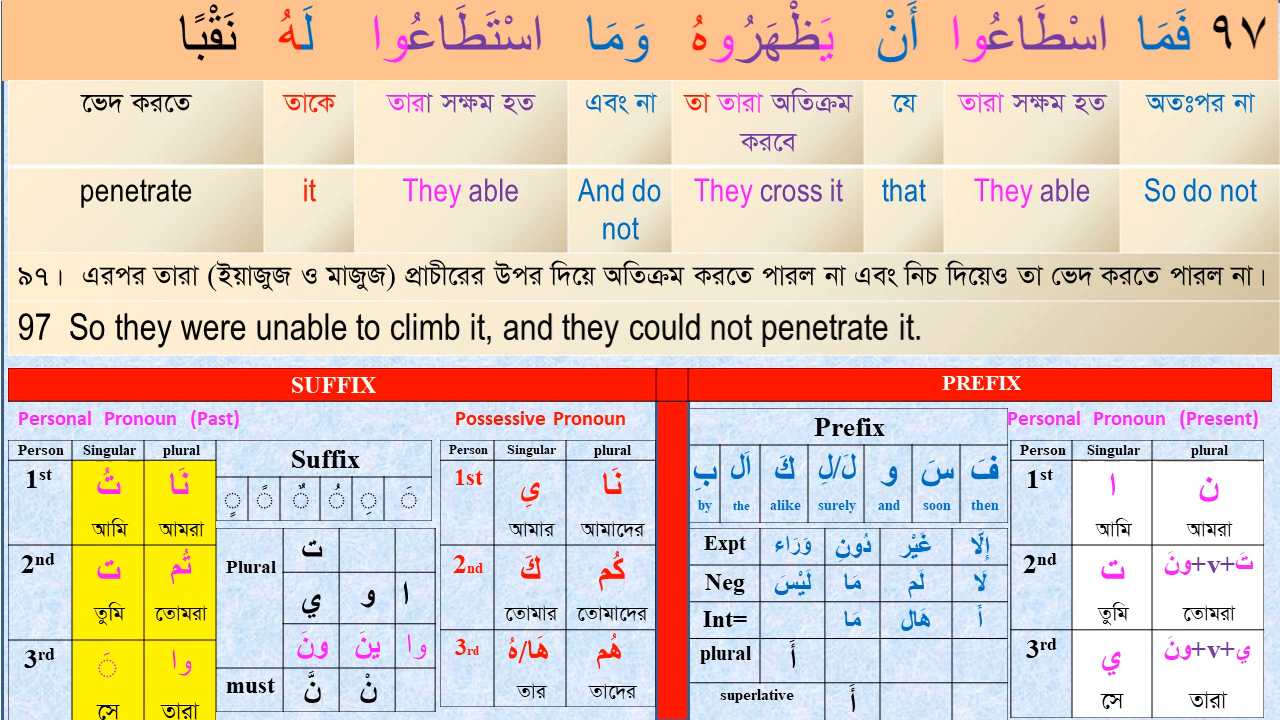 ٩٧ فَمَا اسْطَاعُوا أَنْ يَظْهَرُوهُ وَمَا اسْتَطَاعُوا لَهُ نَقْبًا
ভেদ করতে তাকে তারা সক্ষম হত এবং না তা তারা অতিক্রম করবে যে তারা সক্ষম হত অতঃপর না
penetrate it They able And do not They cross it that They able So do not
৯৭। এরপর তারা (ইয়াজুজ ও মাজুজ) প্রাচীরের উপর দিয়ে অতিক্রম করতে পারল না এবং নিচ দিয়েও তা ভেদ করতে পারল না।
97 So they were unable to climb it, and they could not penetrate it.
SUFFIX
Personal Pronoun (Past)
Person Singular plural
1st تُ نَا
আমি আমরা
2nd ت تُم
তুমি তোমরা
3rd َ وا
সে তারা
Suffix
ٍ ً ٌ ُ ِ َ
Plural ت
ي و ا
ونَ ينَ وا
must نَّ نْ
Possessive Pronoun
Person Singular plural
1st ىِ نَا
আমার আমাদের
2nd كَ كُم
তোমার তোমাদের
3rd هَا/هُ هُم
তার তাদের
PREFIX
Prefix
بِ اَل كَ لَ/لِ و سَ فَ
by the alike surely and soon then
Expt وَرَاء دُونِ غَيْر إِلَّا
Neg لَيْسَ مَا لَم لَا
Int= مَا هَال أَ
plural أَ
superlative أَ
Personal Pronoun (Present)
Person Singular plural
1st ا ن
আমি আমরা
2nd ت تَ+v+ونَ
তুমি তোমরা
3rd ي ي+v+ونَ
সে তারা